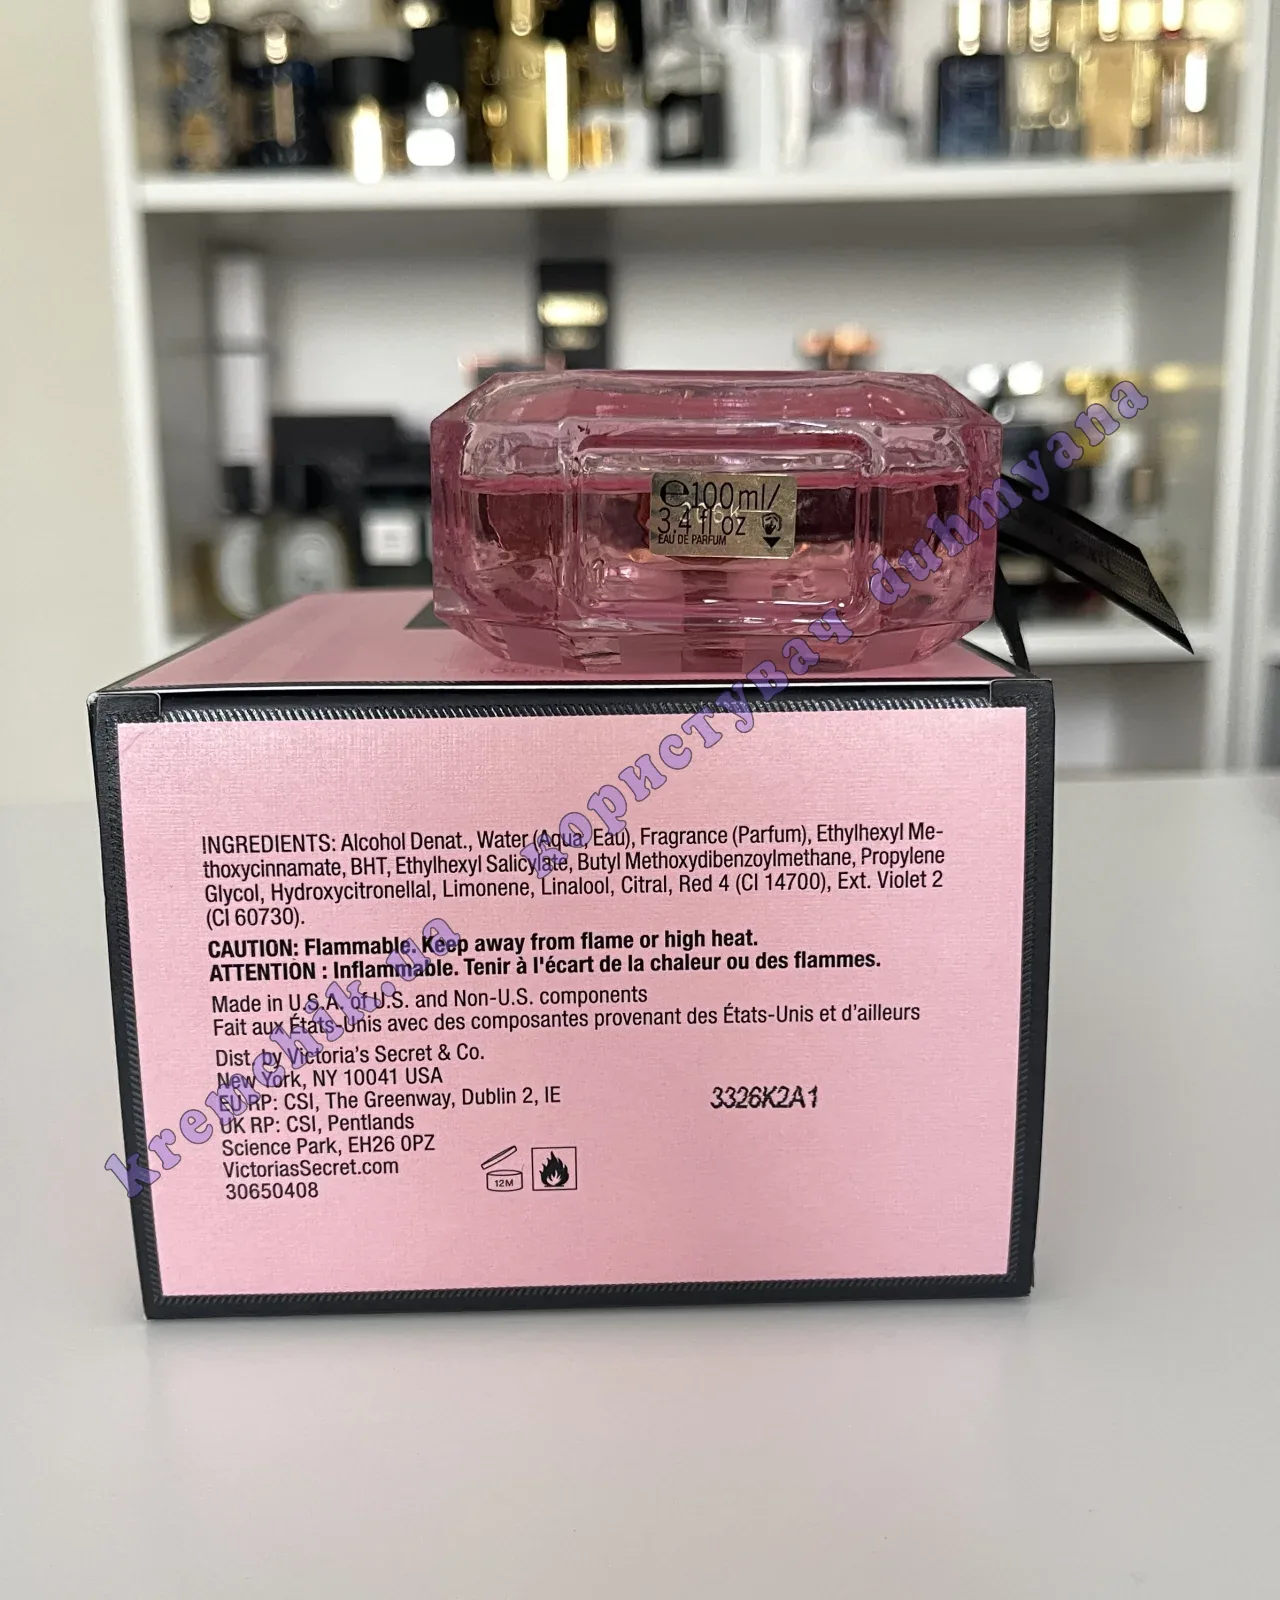 e100ml/
3.4 fl oz
EAU DE PARFUM
INGREDIENTS: Alcohol Denat., Water (Aqua, Eau), Fragrance (Parfum), Ethylhexyl Me-
thoxycinnamate, BHT, Ethylhexyl Salicylate, Butyl Methoxydibenzoylmethane, Propylene
Glycol, Hydroxycitronellal, Limonene, Linalool, Citral, Red 4 (CI 14700), Ext. Violet 2
(CI 60730).
CAUTION: Flammable. Keep away from flame or high heat.
ATTENTION : Inflammable. Tenir à l'écart de la chaleur ou des flammes.
Made in U.S.A. of U.S. and Non-U.S. components
Fait aux États-Unis avec des composantes provenant des États-Unis et d'ailleurs
Dist. by Victoria's Secret & Co.
New York, NY 10041 USA
EU RP: CSI, The Greenway, Dublin 2, IE
UK RP: CSI, Pentlands
Science Park, EH26 0PZ
VictoriasSecret.com
30650408
3326K2A1
12M
kremchik.ua користувач duhmyana